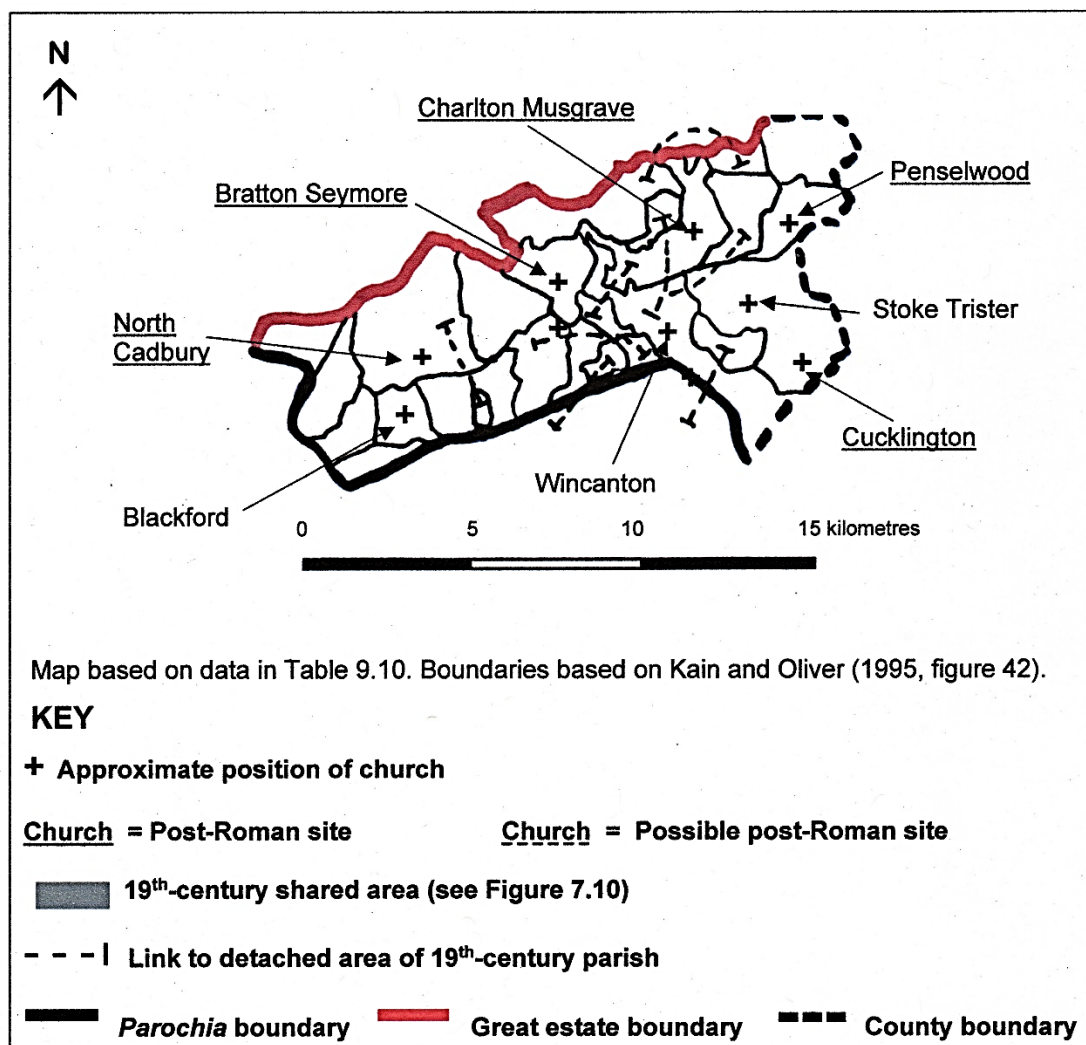 N
Charlton Musgrave
Penselwood
Bratton Seymore
Stoke Trister
North
Cadbury
Cucklington
Wincanton
Blackford
0 5 10 15 kilometres
Map based on data in Table 9.10. Boundaries based on Kain and Oliver (1995, figure 42).
KEY
+ Approximate position of church
Church = Post-Roman site Church = Possible post-Roman site
19th-century shared area (see Figure 7.10)
Link to detached area of 19th-century parish
Parochia boundary Great estate boundary County boundary